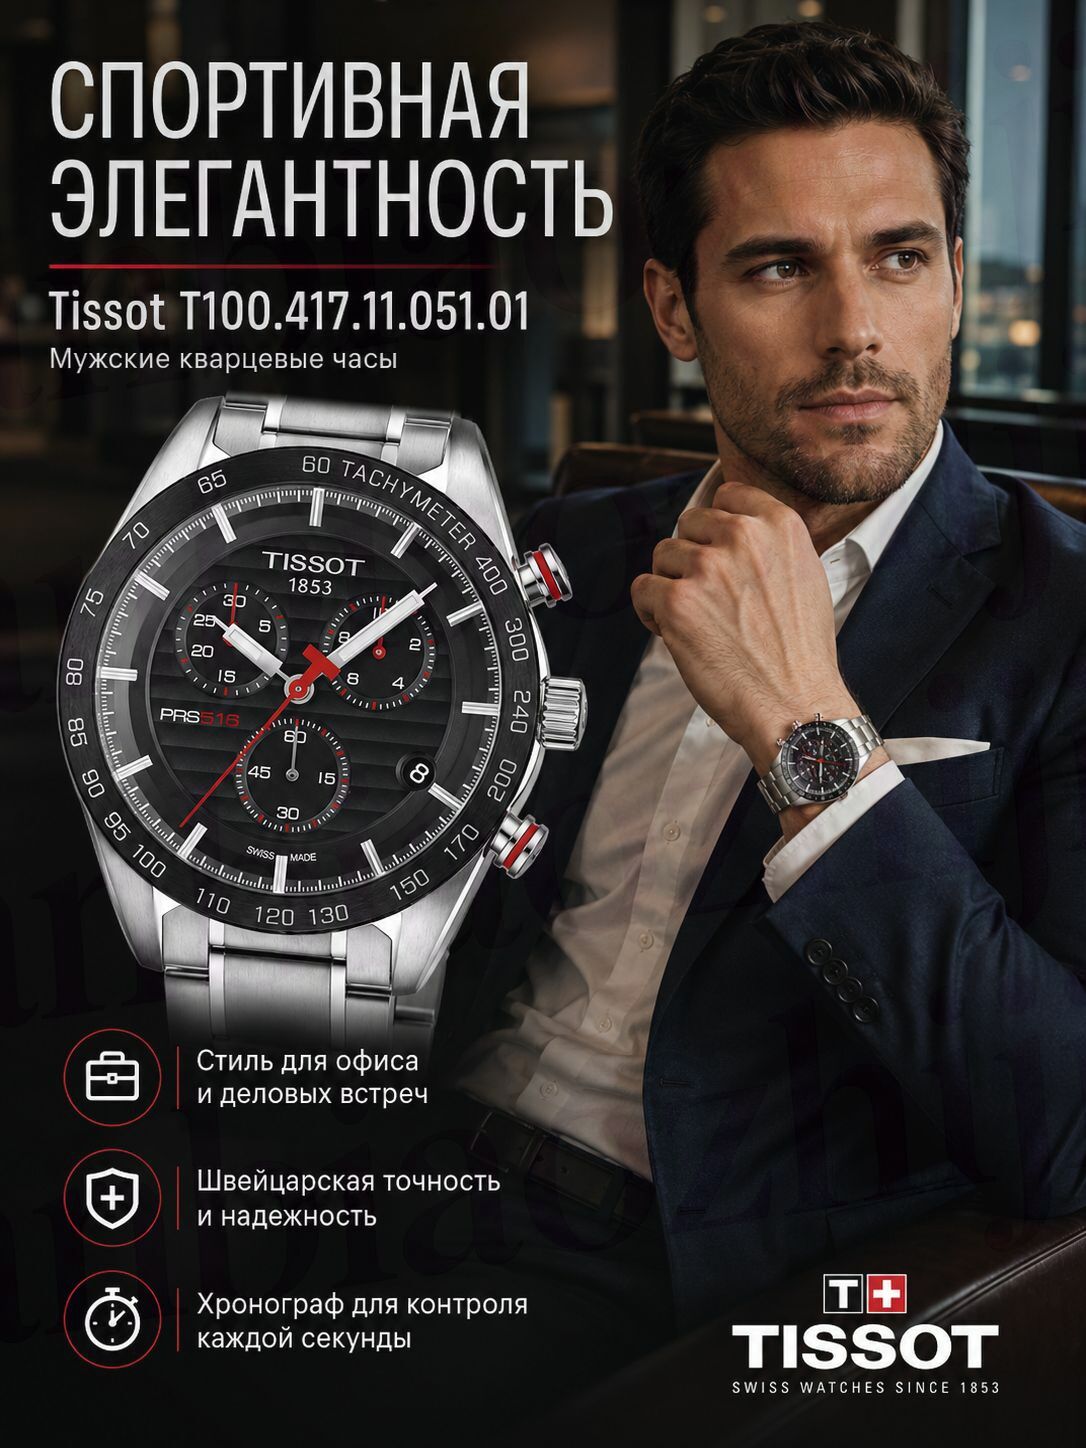 СПОРТИВНАЯ
ЭЛЕГАНТНОСТЬ
Tissot T100.417.11.051.01
Мужские кварцевые часы
60 TACHYMETER 400
65
70
75
80
85
90
95
100
110
120
130
150
170
200
240
300
TISSOT
1853
30
5
25
20
15
10
2
8
8
4
PRS516
60
45
15
30
8
SWISS MADE
Стиль для офиса
и деловых встреч
Швейцарская точность
и надежность
Хронограф для контроля
каждой секунды
T+
TISSOT
SWISS WATCHES SINCE 1853